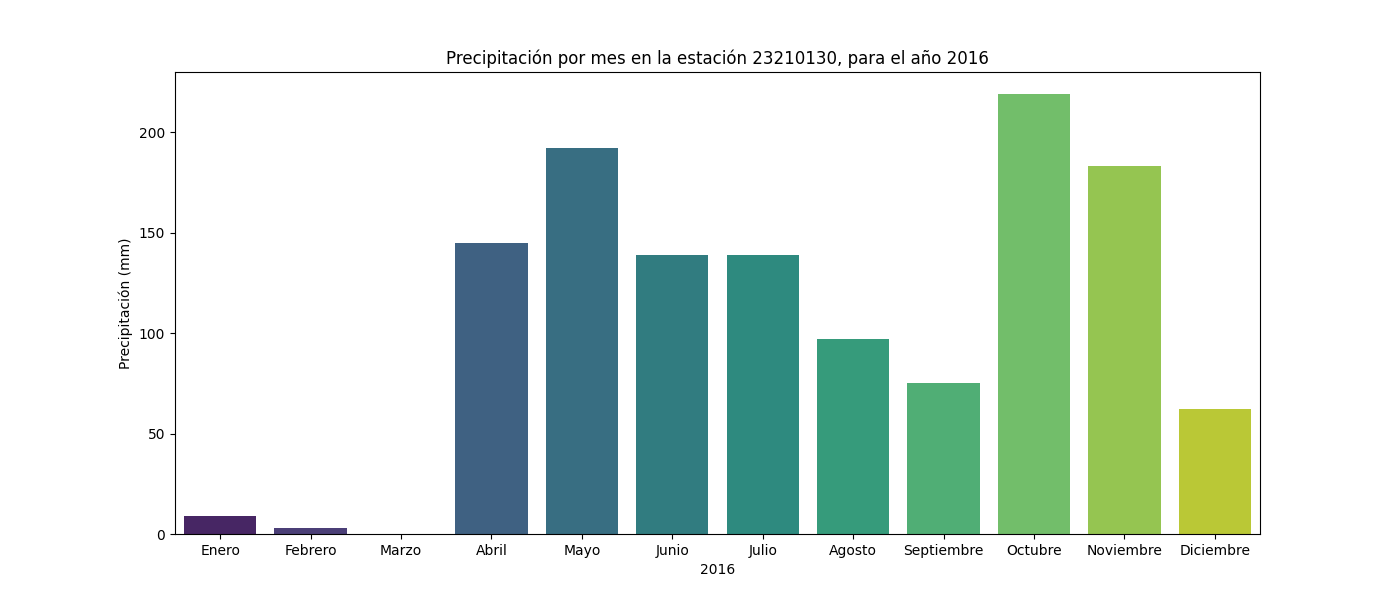 Precipitación por mes en la estación 23210130, para el año 2016
Precipitación (mm)
200
150
100
50
0
Enero Febrero Marzo Abril Mayo Junio Julio Agosto Septiembre Octubre Noviembre Diciembre
2016